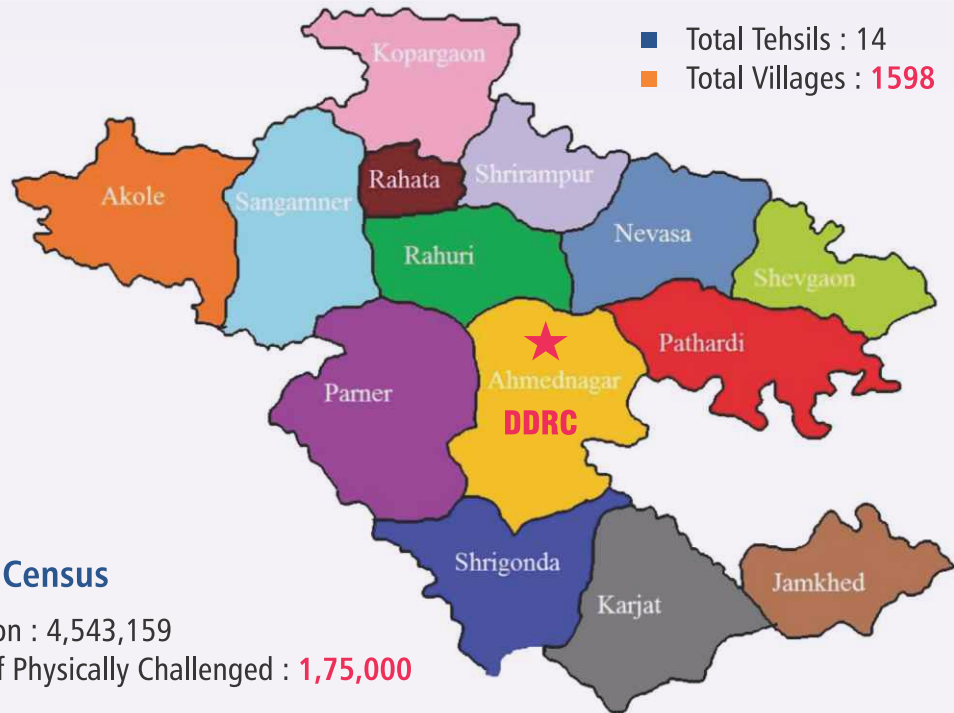 Total Tehsils : 14
Total Villages : 1598
Kopargaon
Akole
Sangamner
Rahata
Shrirampur
Rahuri
Nevasa
Shevgaon
Parner
Ahmednagar
DDRC
Pathardi
Shrigonda
Karjat
Jamkhed
Census
on : 4,543,159
f Physically Challenged : 1,75,000